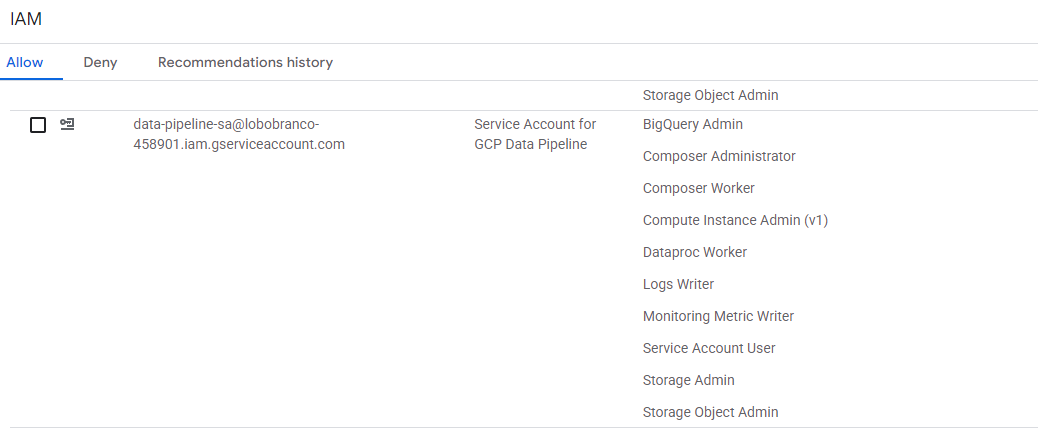 IAM
Allow Deny Recommendations history
Storage Object Admin
data-pipeline-sa@lobobranco-
458901.iam.gserviceaccount.com
Service Account for
GCP Data Pipeline
BigQuery Admin
Composer Administrator
Composer Worker
Compute Instance Admin (v1)
Dataproc Worker
Logs Writer
Monitoring Metric Writer
Service Account User
Storage Admin
Storage Object Admin